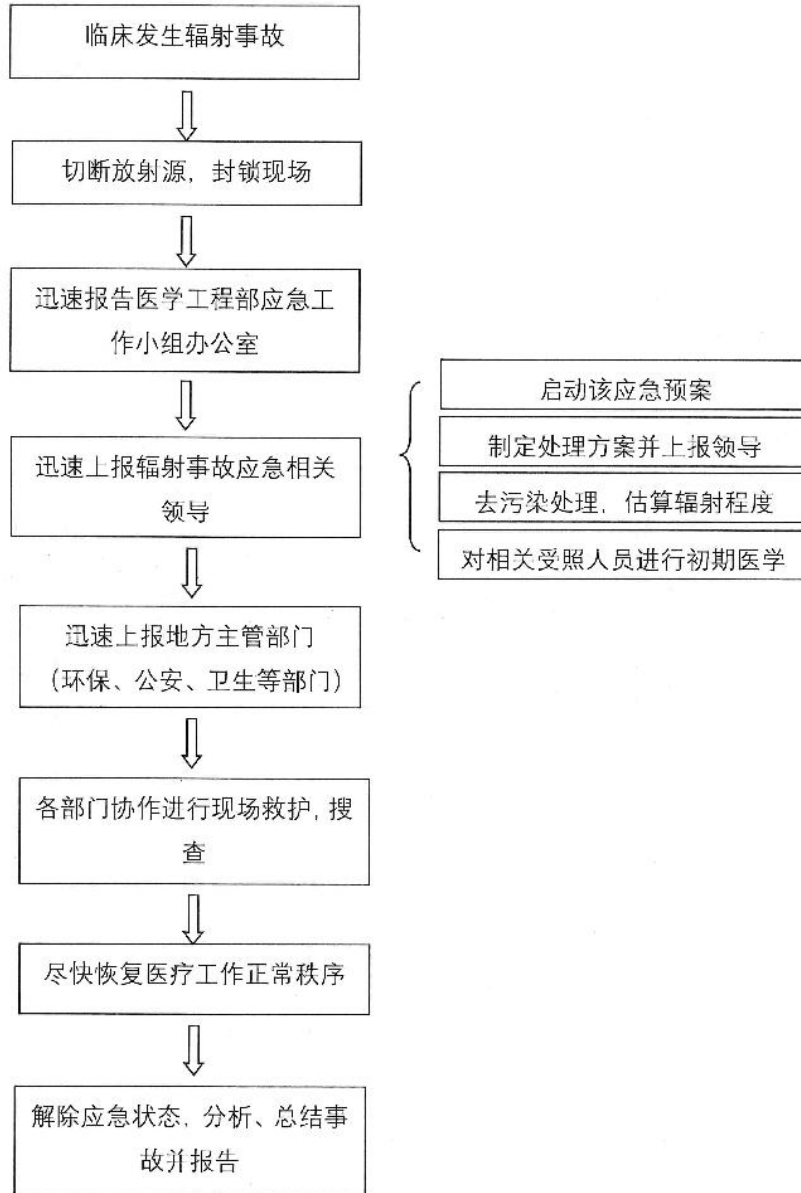 临床发生辐射事故
切断放射源，封锁现场
迅速报告医学工程部应急工
作小组办公室
迅速上报辐射事故应急相关
领导
启动该应急预案
制定处理方案并上报领导
去污染处理，估算辐射程度
对相关受照人员进行初期医学
迅速上报地方主管部门
（环保、公安、卫生等部门）
各部门协作进行现场救护，搜
查
尽快恢复医疗工作正常秩序
解除应急状态，分析、总结事
故并报告